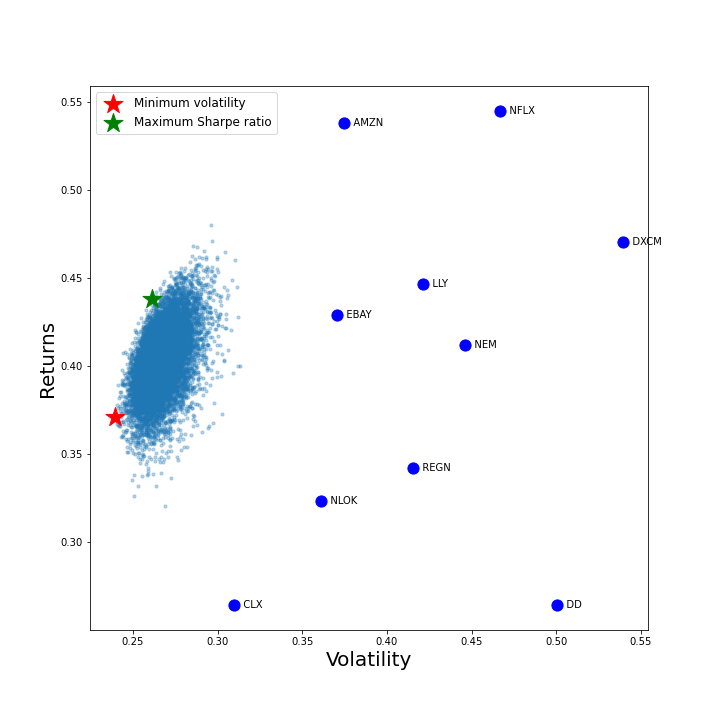 Minimum volatility
Maximum Sharpe ratio
0.55
0.50
0.45
0.40
0.35
0.30
Returns
AMZN
NFLX
DXCM
LLY
EBAY
NEM
REGN
NLOK
CLX
DD
0.25
0.30
0.35
0.40
0.45
0.50
0.55
Volatility